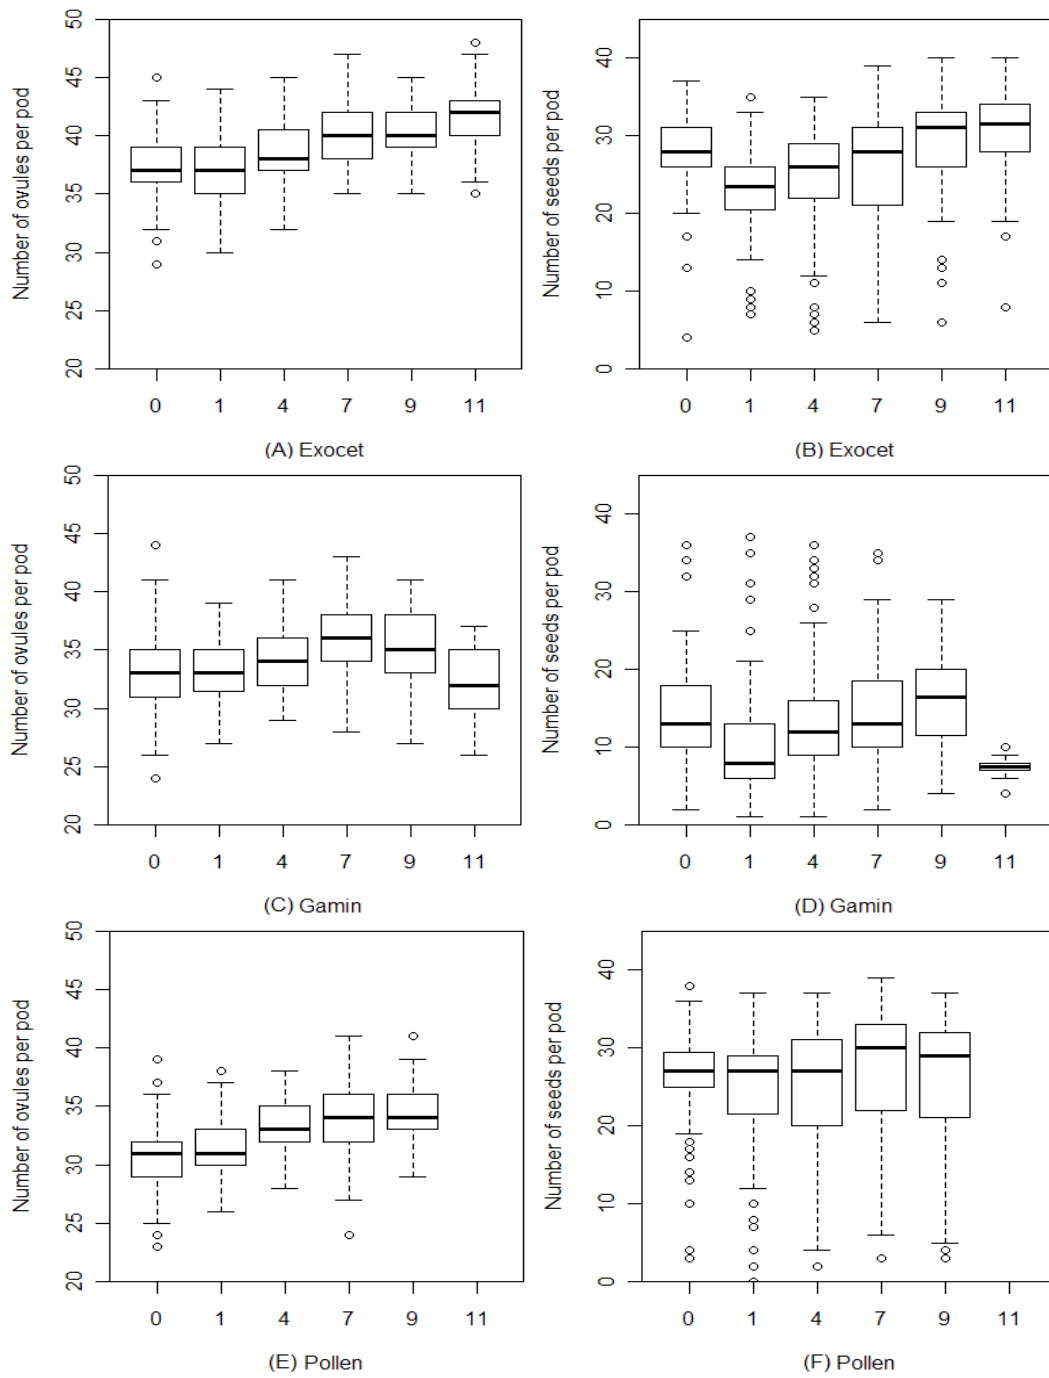 Number of ovules per pod
50
45
40
35
30
25
20
0 1 4 7 9 11
(A) Exocet
Number of seeds per pod
40
30
20
10
0
0 1 4 7 9 11
(B) Exocet
Number of ovules per pod
50
45
40
35
30
25
20
0 1 4 7 9 11
(C) Gamin
Number of seeds per pod
40
30
20
10
0
0 1 4 7 9 11
(D) Gamin
Number of ovules per pod
50
45
40
35
30
25
20
0 1 4 7 9 11
(E) Pollen
Number of seeds per pod
40
30
20
10
0
0 1 4 7 9 11
(F) Pollen